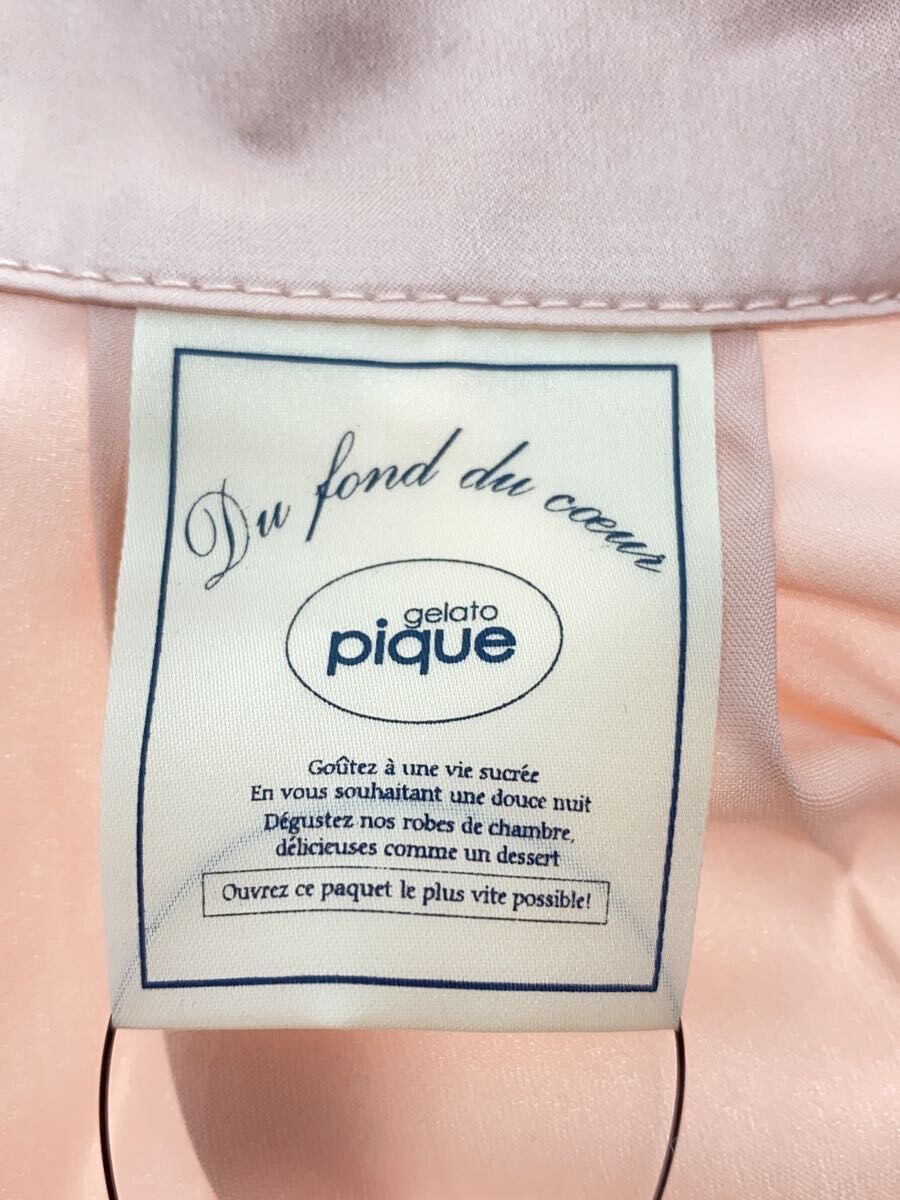 Du fond du cœur
gelato
pique
Goûtez à une vie sucrée
En vous souhaitant une douce nuit
Dégustez nos robes de chambre,
délicieuses comme un dessert
Ouvrez ce paquet le plus vite possible!